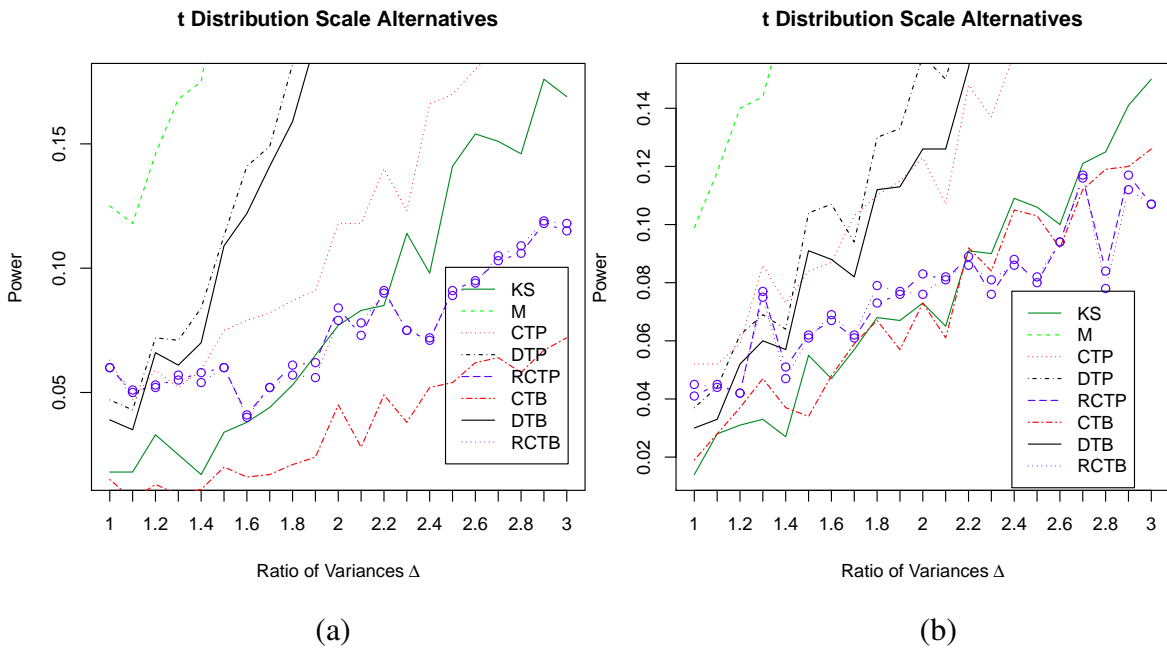 t Distribution Scale Alternatives
Power
0.05
0.10
0.15
KS
M
CTP
DTP
RCTP
CTB
DTB
RCTB
1 1.2 1.4 1.6 1.8 2 2.2 2.4 2.6 2.8 3
Ratio of Variances Δ
(a)
t Distribution Scale Alternatives
Power
0.02
0.04
0.06
0.08
0.10
0.12
0.14
KS
M
CTP
DTP
RCTP
CTB
DTB
RCTB
1 1.2 1.4 1.6 1.8 2 2.2 2.4 2.6 2.8 3
Ratio of Variances Δ
(b)